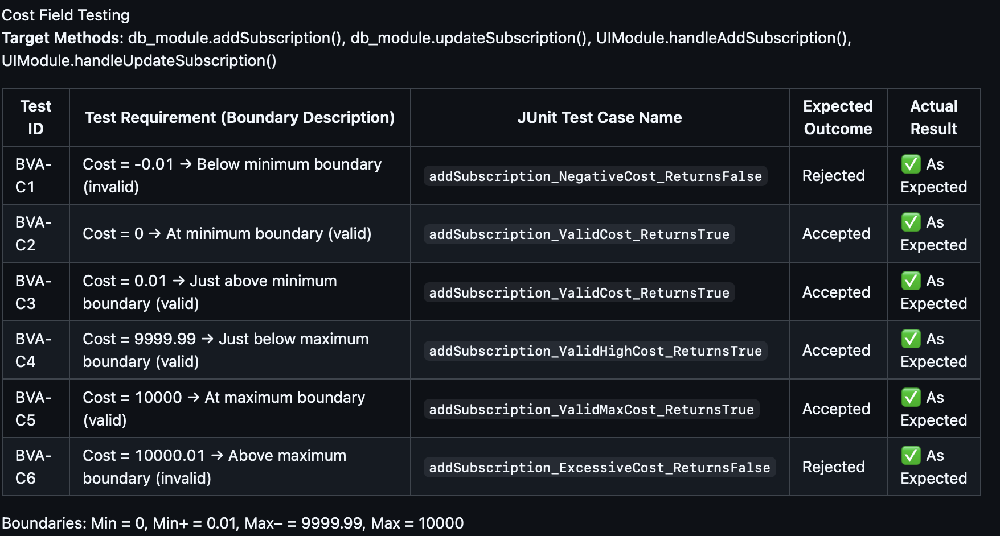 Cost Field Testing
Target Methods: db_module.addSubscription(), db_module.updateSubscription(), UIModule.handleAddSubscription(),
UIModule.handleUpdateSubscription()
Test
ID
Test Requirement (Boundary Description)
JUnit Test Case Name
Expected
Outcome
Actual
Result
BVA-
C1
Cost = -0.01 → Below minimum boundary
(invalid)
addSubscription_NegativeCost_ReturnsFalse
Rejected
✅ As
Expected
BVA-
C2
Cost = 0 → At minimum boundary (valid)
addSubscription_ValidCost_ReturnsTrue
Accepted
✅ As
Expected
BVA-
C3
Cost = 0.01 → Just above minimum
boundary (valid)
addSubscription_ValidCost_ReturnsTrue
Accepted
✅ As
Expected
BVA-
C4
Cost = 9999.99 → Just below maximum
boundary (valid)
addSubscription_ValidHighCost_ReturnsTrue
Accepted
✅ As
Expected
BVA-
C5
Cost = 10000 → At maximum boundary
(valid)
addSubscription_ValidMaxCost_ReturnsTrue
Accepted
✅ As
Expected
BVA-
C6
Cost = 10000.01 → Above maximum
boundary (invalid)
addSubscription_ExcessiveCost_ReturnsFalse
Rejected
✅ As
Expected
Boundaries: Min = 0, Min+ = 0.01, Max– = 9999.99, Max = 10000